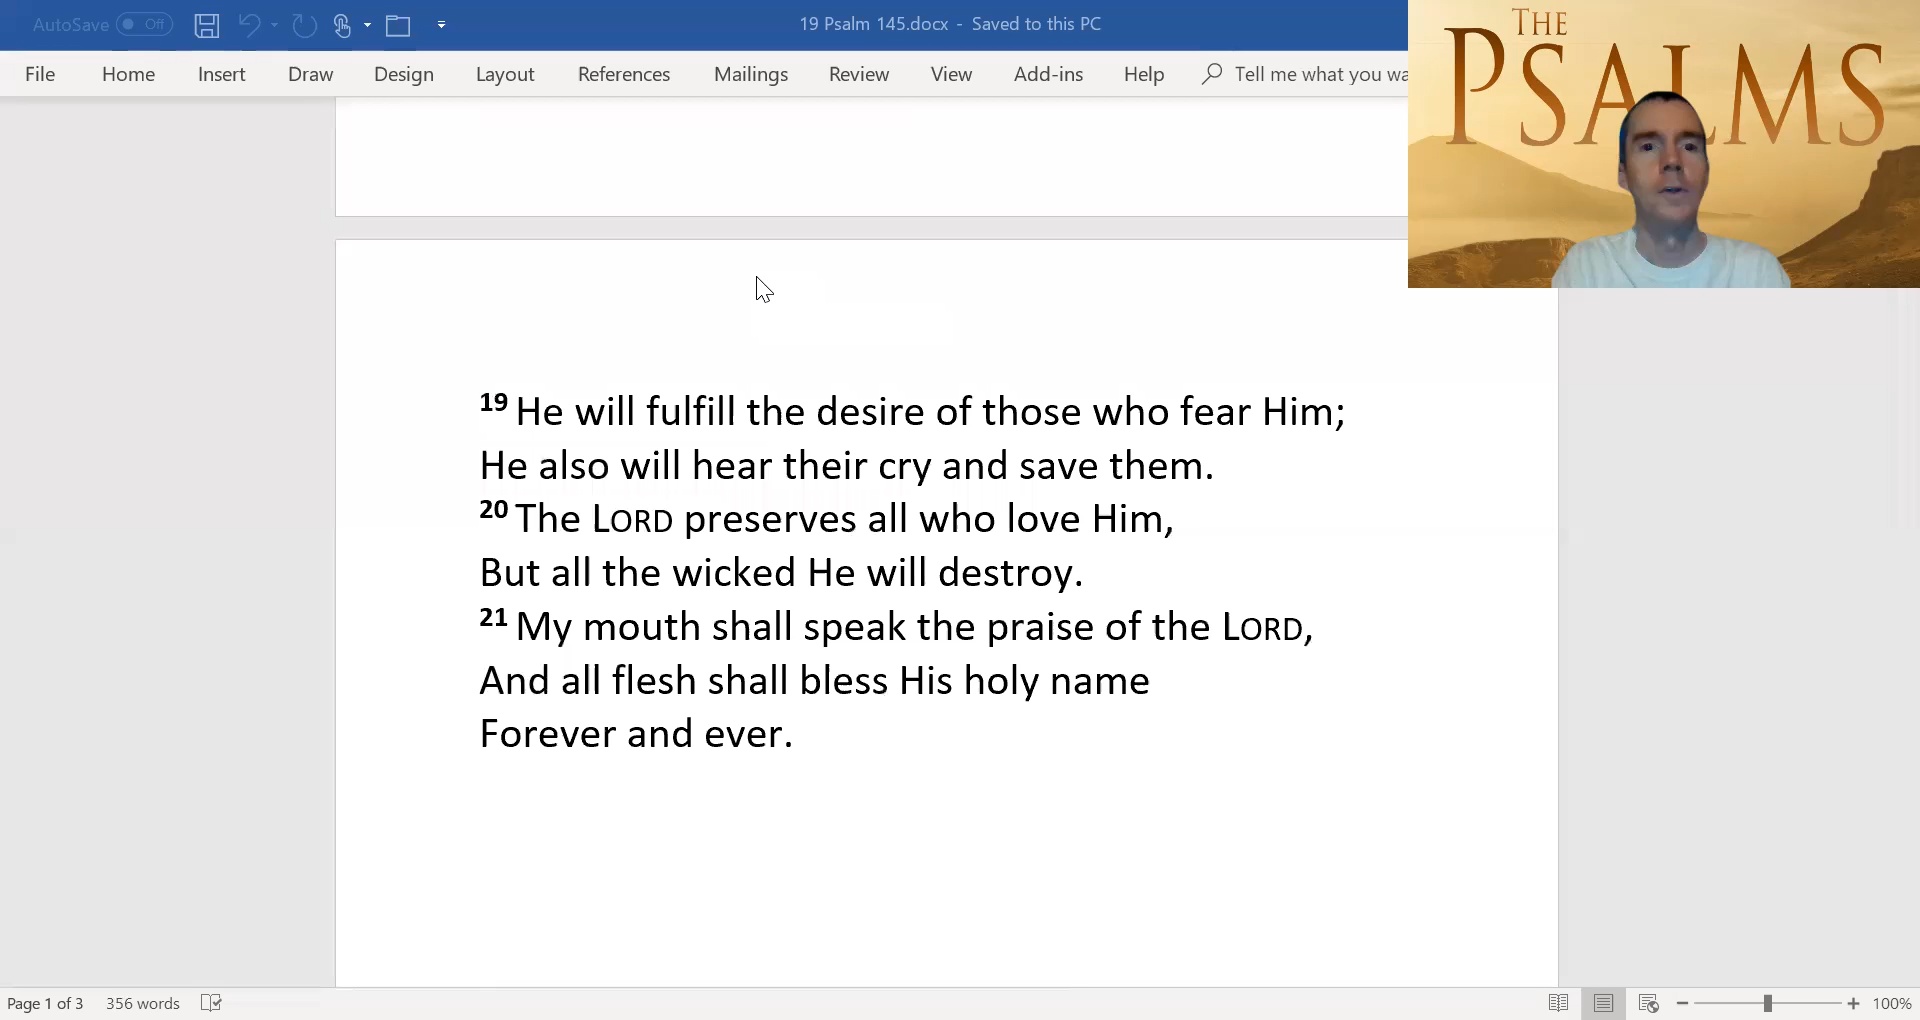 AutoSave Off
19 Psalm 145.docx - Saved to this PC
File Home Insert Draw Design Layout References Mailings Review View Add-ins Help Tell me what you wa
THE
PSALMS
19 He will fulfill the desire of those who fear Him;
He also will hear their cry and save them.
20 The LORD preserves all who love Him,
But all the wicked He will destroy.
21 My mouth shall speak the praise of the LORD,
And all flesh shall bless His holy name
Forever and ever.
Page 1 of 3 356 words
100%